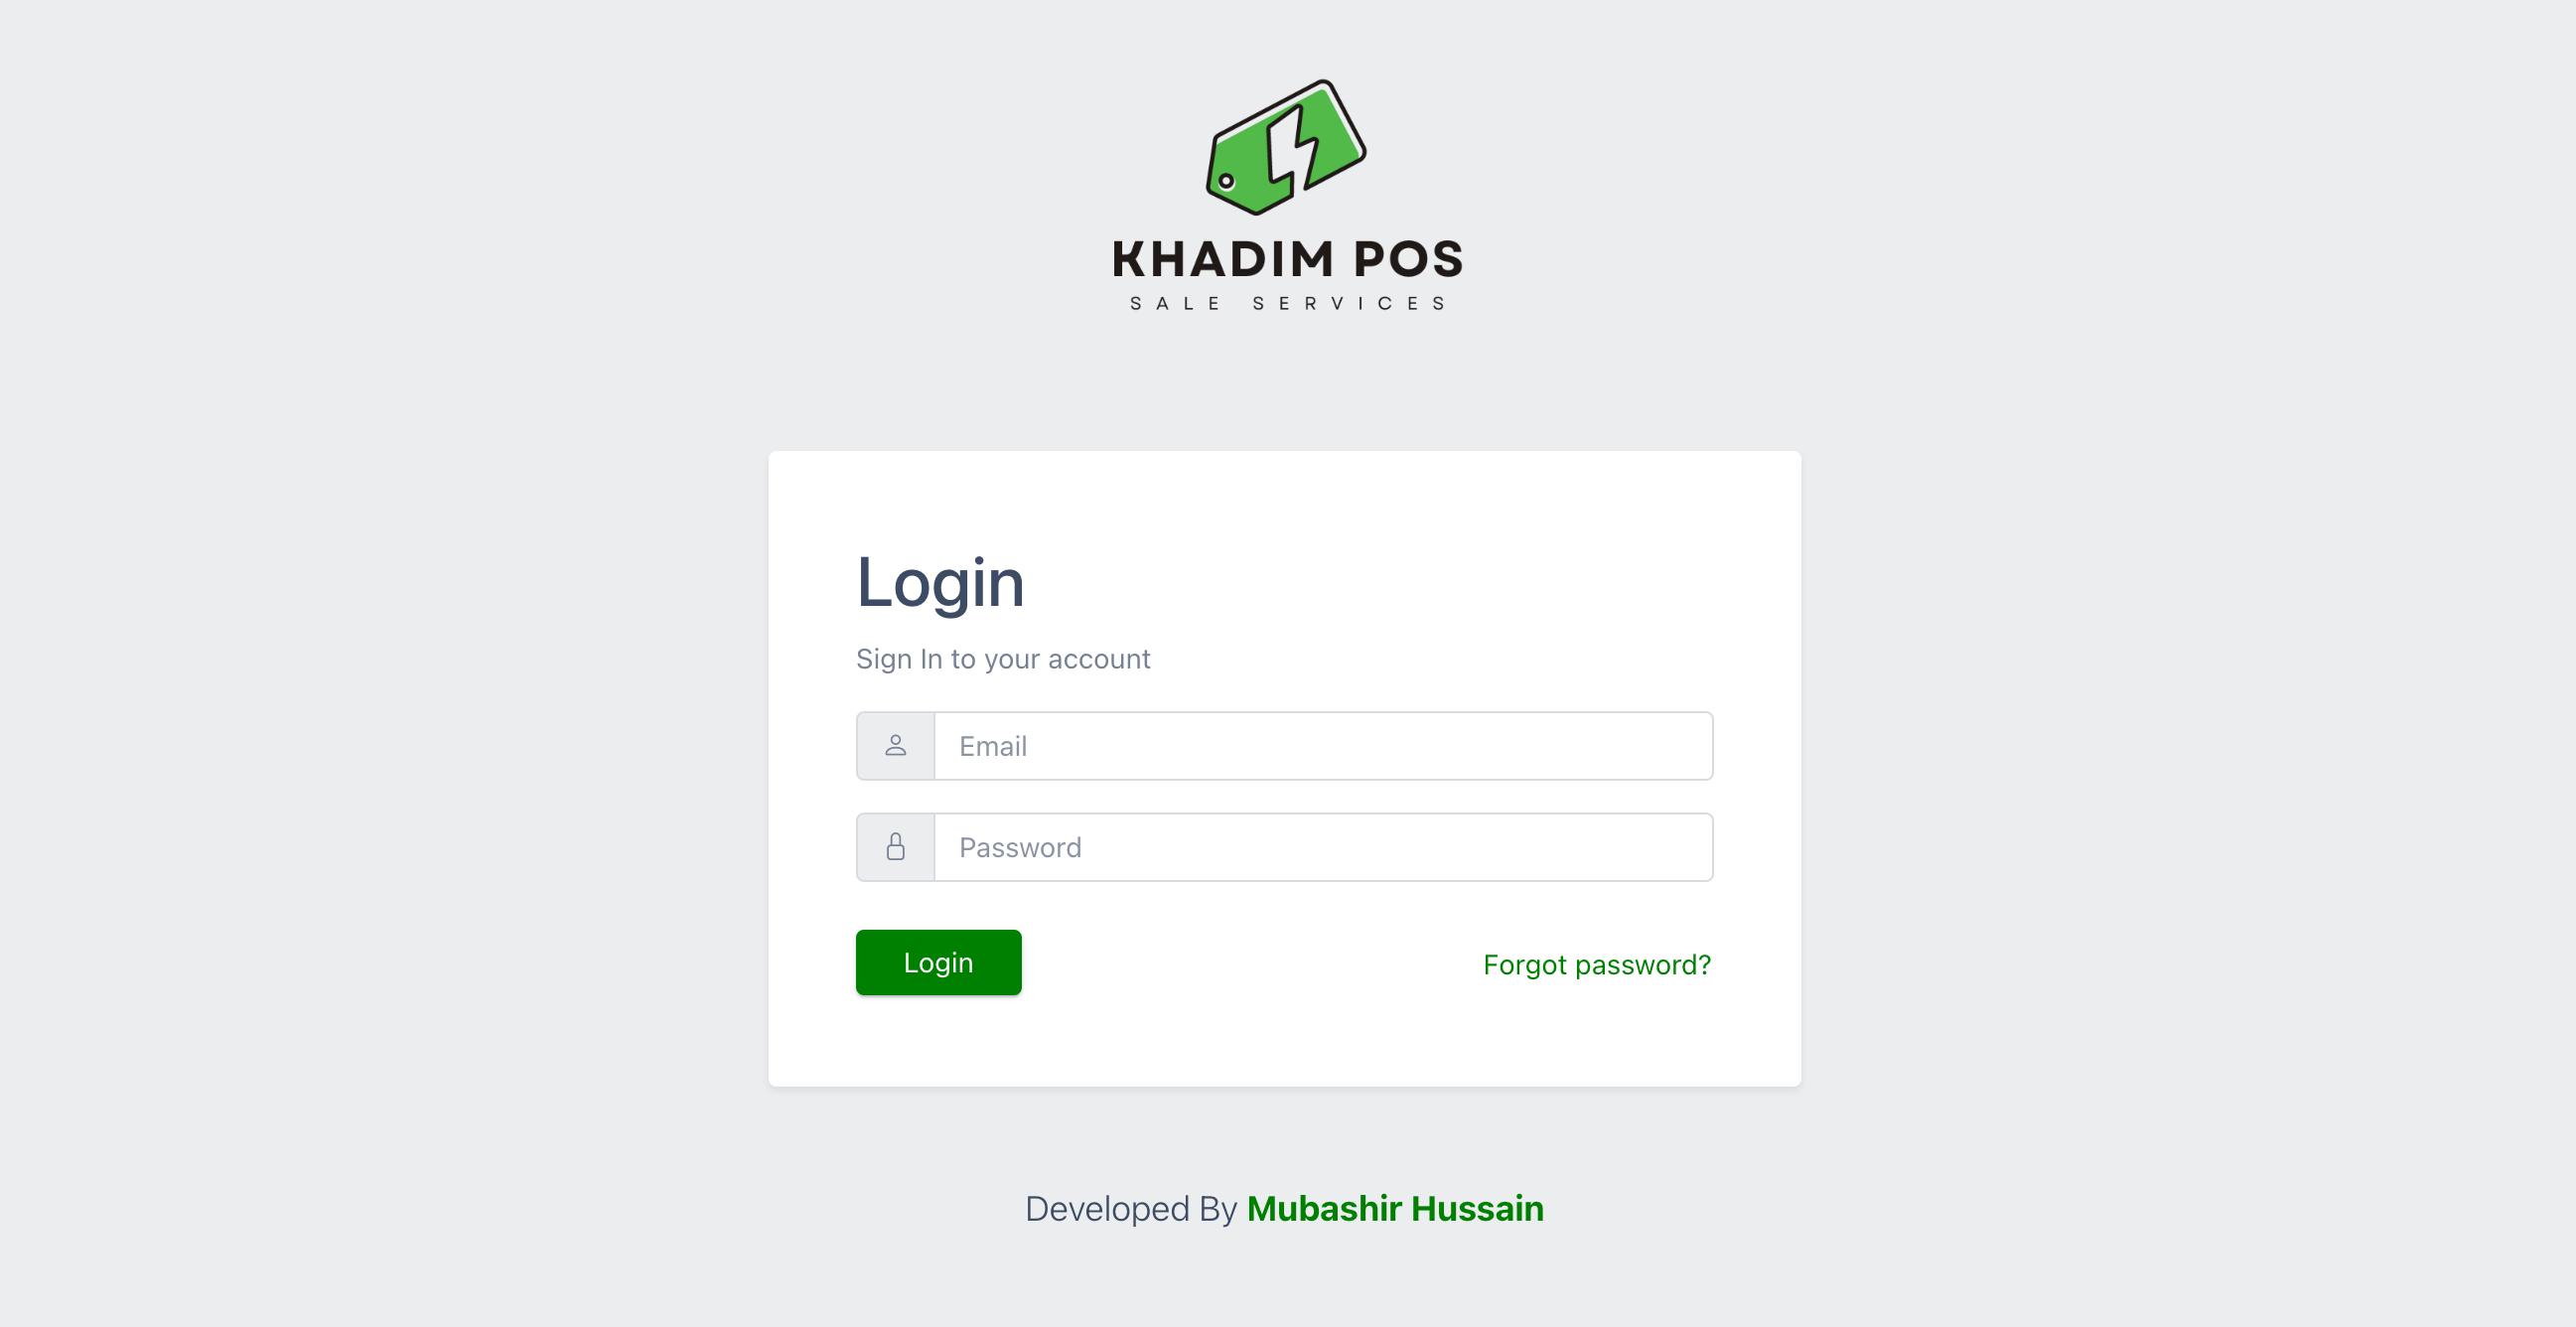 KHADIM POS
SALE SERVICES
Login
Sign In to your account
Email
Password
Login
Forgot password?
Developed By Mubashir Hussain